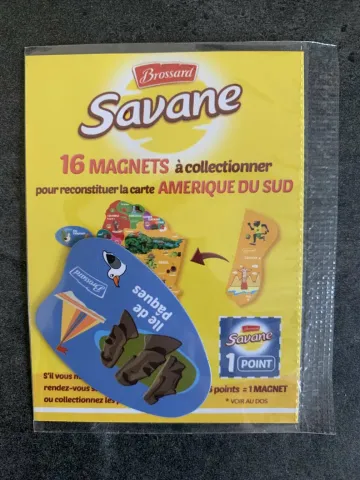 Brossard
Savane
16 MAGNETS à collectionner
pour reconstituer la carte AMERIQUE DU SUD
Brossard
Ile de
pâques
Brossard
Savane
1 POINT
S'il vous
rendez-vous points = 1 MAGNET
ou collectionnez les * VOIR AU DOS